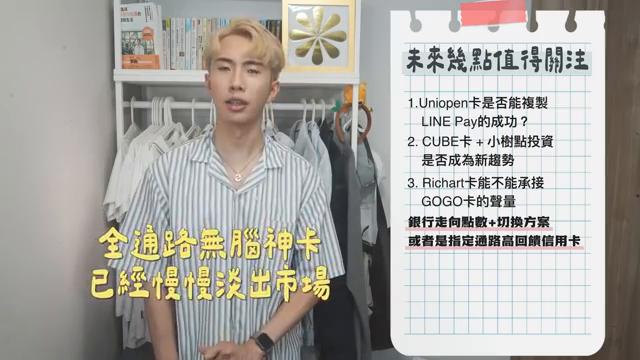 未來幾點值得關注
1.Uniopen卡是否能複製
LINE Pay的成功？
2. CUBE卡 + 小樹點投資
是否成為新趨勢
3. Richart卡能不能承接
GOGO卡的聲量
銀行走向點數+切換方案
或者是指定通路高回饋信用卡
全通路無腦神卡
已經慢慢淡出市場